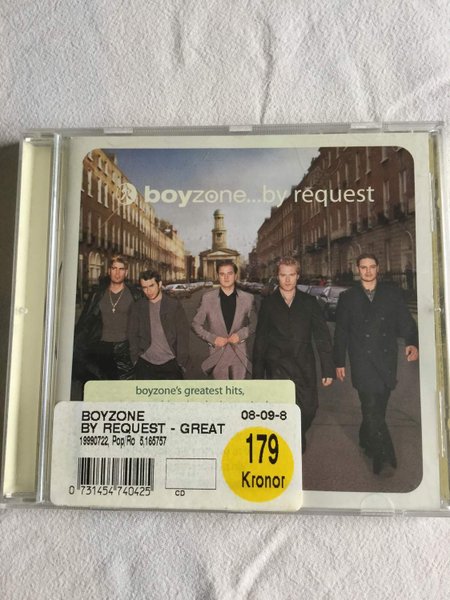 boyzone...by request
boyzone's greatest hits,
BOYZONE 08-09-8
BY REQUEST - GREAT
19990722, Pop/Ro 5,165757
179
Kronor
0 731454 740425
CD